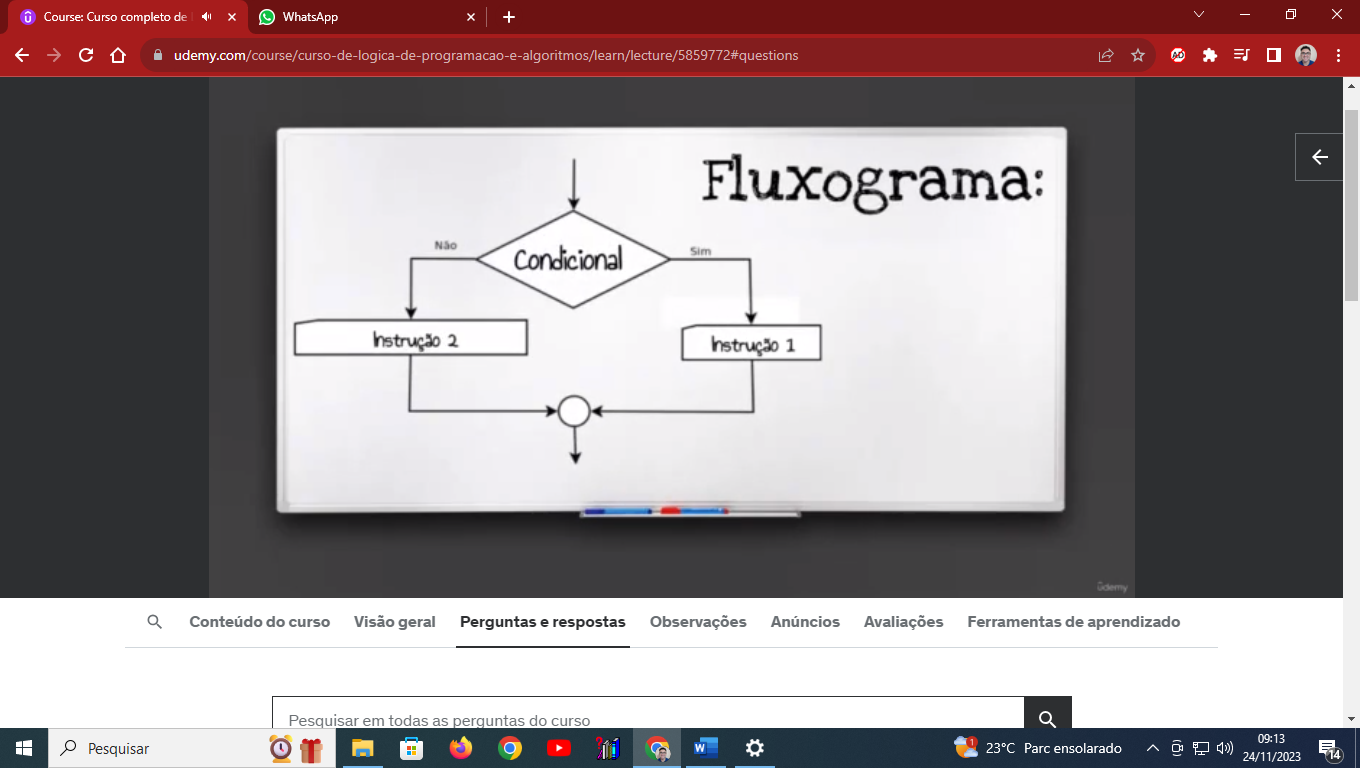 Course: Curso completo de
WhatsApp
udemy.com/course/curso-de-logica-de-programacao-e-algoritmos/learn/lecture/5859772#questions
Fluxograma:
Não
Condicional
Sim
Instrução 2
Instrução 1
ûdemy
Conteúdo do curso
Visão geral
Perguntas e respostas
Observações
Anúncios
Avaliações
Ferramentas de aprendizado
Pesquisar em todas as perguntas do curso
Pesquisar
1
23°C Parc ensolarado
09:13
24/11/2023
14